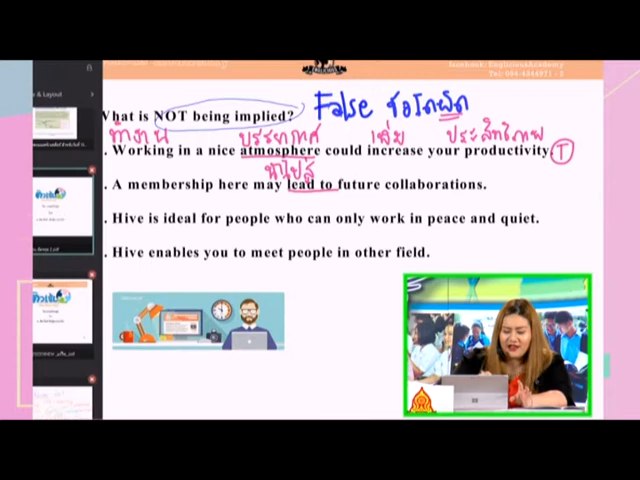 facebook: EngliciousAcademy
& Layout
What is NOT being implied? False ข้อใดผิด
ทำงาน บรรยากาศ เพิ่ม ประสิทธิภาพ
. Working in a nice atmosphere could increase your productivity. T
นำไปสู่
. A membership here may lead to future collaborations.
. Hive is ideal for people who can only work in peace and quiet.
. Hive enables you to meet people in other field.